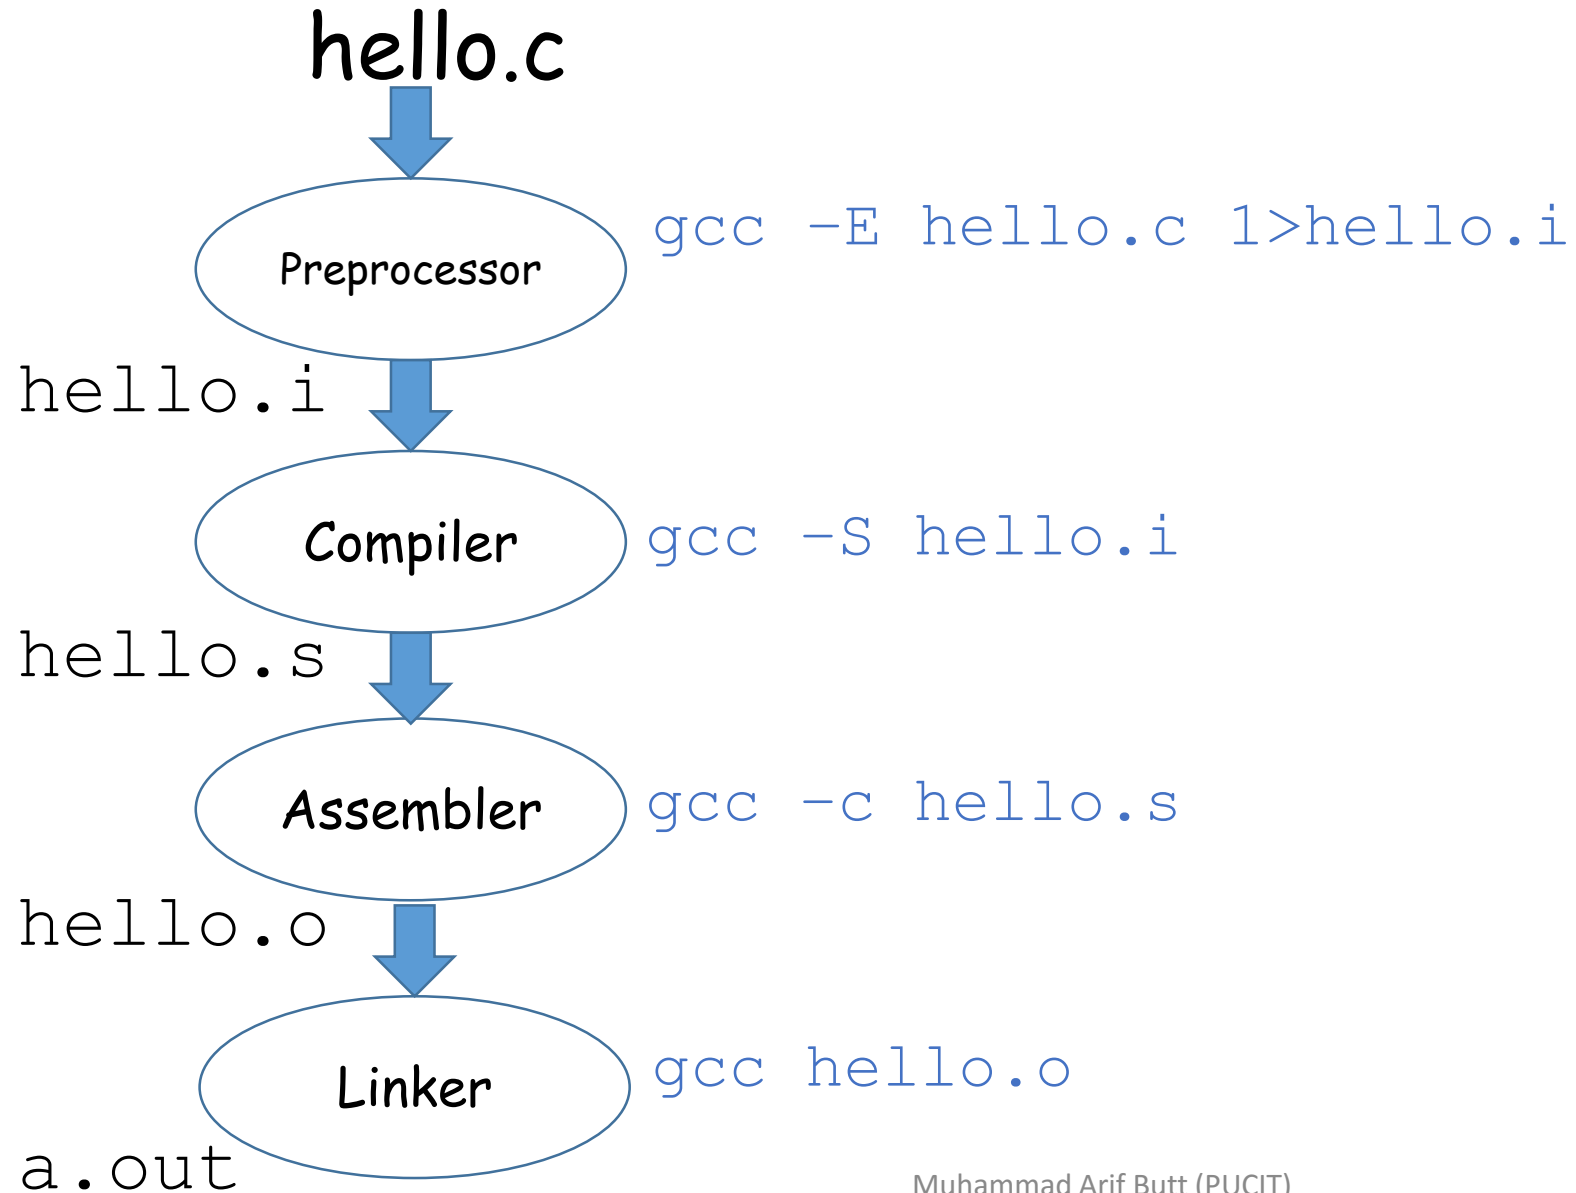 hello.c
Preprocessor
gcc –E hello.c 1>hello.i
hello.i
Compiler
gcc –S hello.i
hello.s
Assembler
gcc –c hello.s
hello.o
Linker
gcc hello.o
a.out
Muhammad Arif Butt (PUCIT)